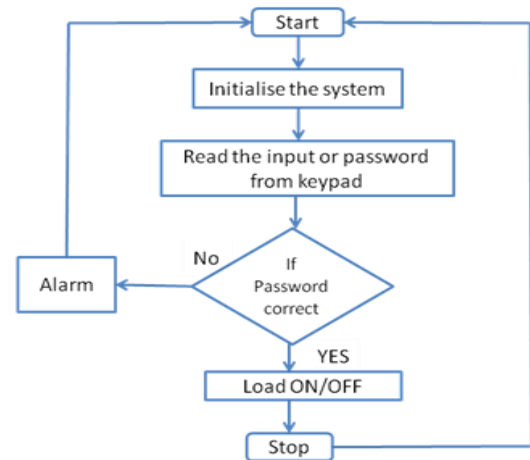 Start
Initialise the system
Read the input or password
from keypad
No
If
Password
correct
Alarm
YES
Load ON/OFF
Stop